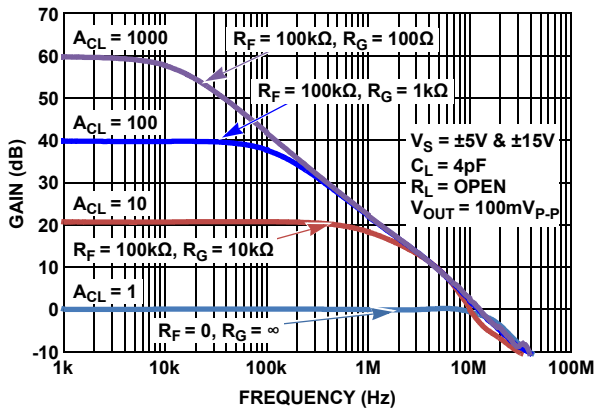 70
60
50
40
30
20
10
0
-10
GAIN (dB)
A_CL = 1000
R_F = 100kΩ, R_G = 100Ω
R_F = 100kΩ, R_G = 1kΩ
A_CL = 100
V_S = ±5V & ±15V
C_L = 4pF
R_L = OPEN
V_OUT = 100mV_P-P
A_CL = 10
R_F = 100kΩ, R_G = 10kΩ
A_CL = 1
R_F = 0, R_G = ∞
1k 10k 100k 1M 10M 100M
FREQUENCY (Hz)